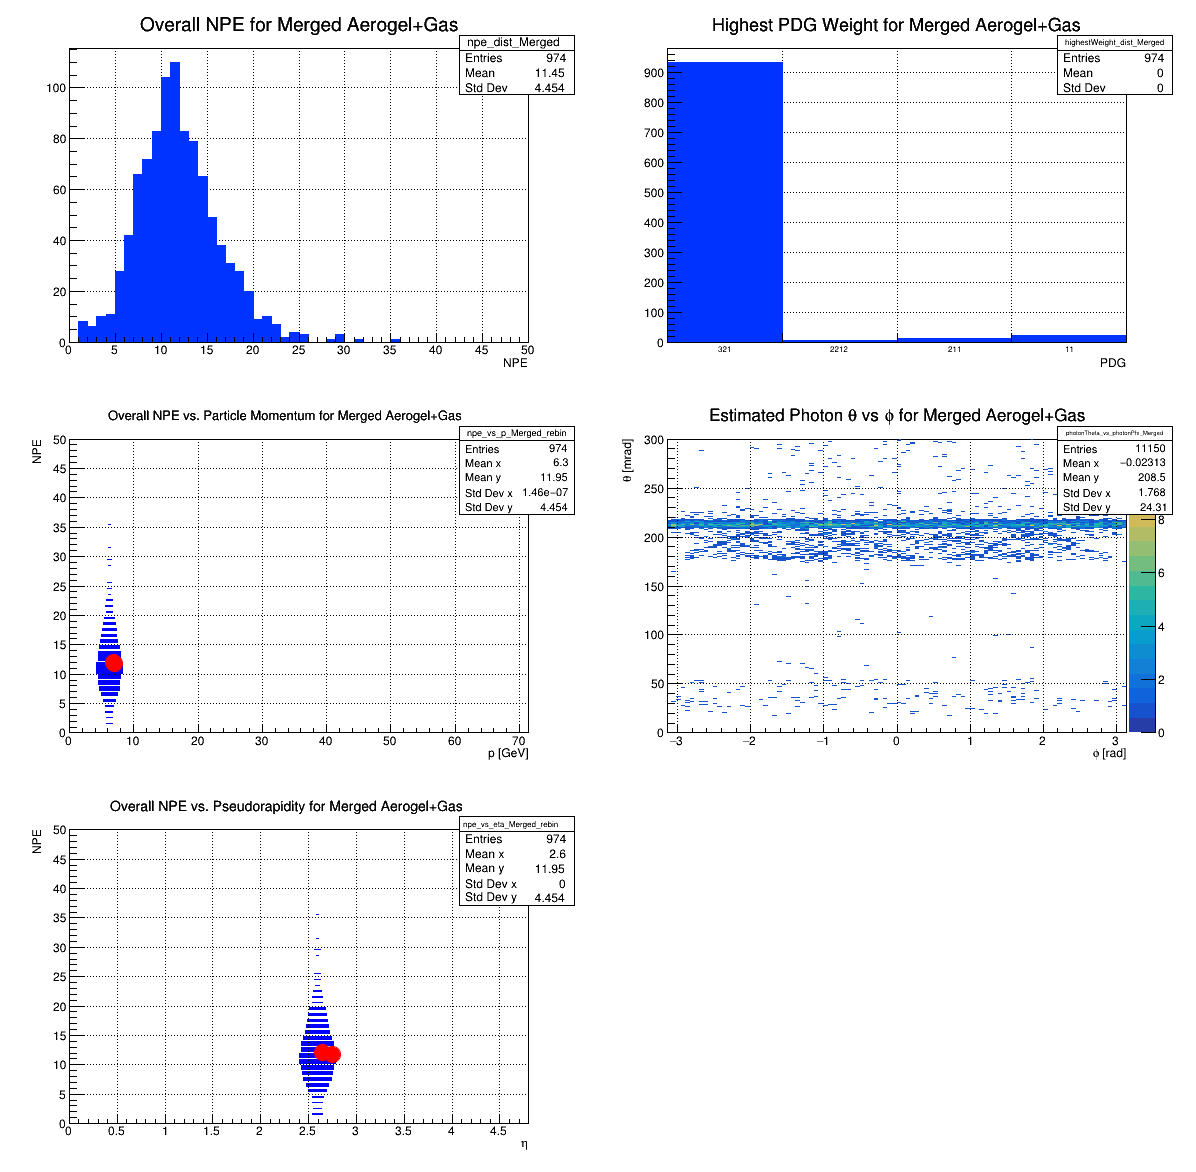 Overall NPE for Merged Aerogel+Gas
npe_dist_Merged
Entries 974
Mean 11.45
Std Dev 4.454
100
80
60
40
20
0
0 5 10 15 20 25 30 35 40 45 50
NPE
Highest PDG Weight for Merged Aerogel+Gas
highestWeight_dist_Merged
Entries 974
Mean 0
Std Dev 0
900
800
700
600
500
400
300
200
100
0
321 2212 211 11
PDG
Overall NPE vs. Particle Momentum for Merged Aerogel+Gas
npe_vs_p_Merged_rebin
Entries 974
Mean x 6.3
Mean y 11.95
Std Dev x 1.46e−07
Std Dev y 4.454
NPE
50
45
40
35
30
25
20
15
10
5
0
0 10 20 30 40 50 60 70
p [GeV]
Estimated Photon θ vs ϕ for Merged Aerogel+Gas
photonTheta_vs_photonPhi_Merged
Entries 11150
Mean x −0.02313
Mean y 208.5
Std Dev x 1.768
Std Dev y 24.31
θ [mrad]
300
250
200
150
100
50
0
−3 −2 −1 0 1 2 3
ϕ [rad]
8
6
4
2
0
Overall NPE vs. Pseudorapidity for Merged Aerogel+Gas
npe_vs_eta_Merged_rebin
Entries 974
Mean x 2.6
Mean y 11.95
Std Dev x 0
Std Dev y 4.454
NPE
50
45
40
35
30
25
20
15
10
5
0
0 0.5 1 1.5 2 2.5 3 3.5 4 4.5
η